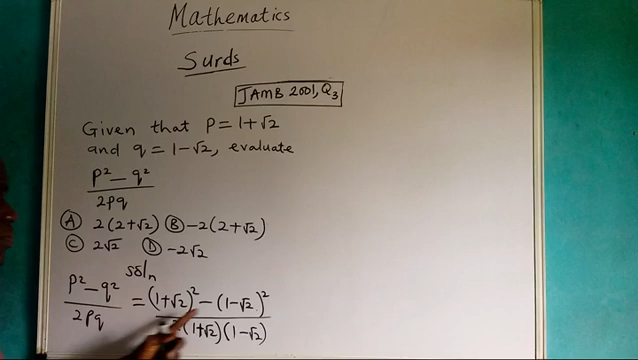 Mathematics
Surds
JAMB 2001, Q3
Given that P = 1+√2
and q = 1-√2, evaluate
P² - q²
2pq
(A) 2(2+√2) (B) -2(2+√2)
(C) 2√2 (D) -2√2
soln
P² - q² = (1+√2)² - (1-√2)²
2pq (1+√2)(1-√2)